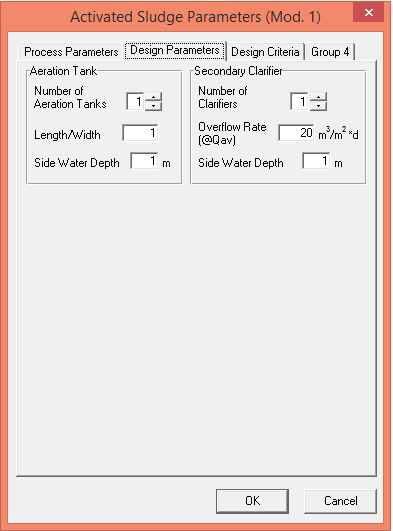 Activated Sludge Parameters (Mod. 1)
Process Parameters Design Parameters Design Criteria Group 4
Aeration Tank
Number of
Aeration Tanks 1
Length/Width 1
Side Water Depth 1 m
Secondary Clarifier
Number of
Clarifiers 1
Overflow Rate
(@Qav) 20 m³/m²*d
Side Water Depth 1 m
OK Cancel